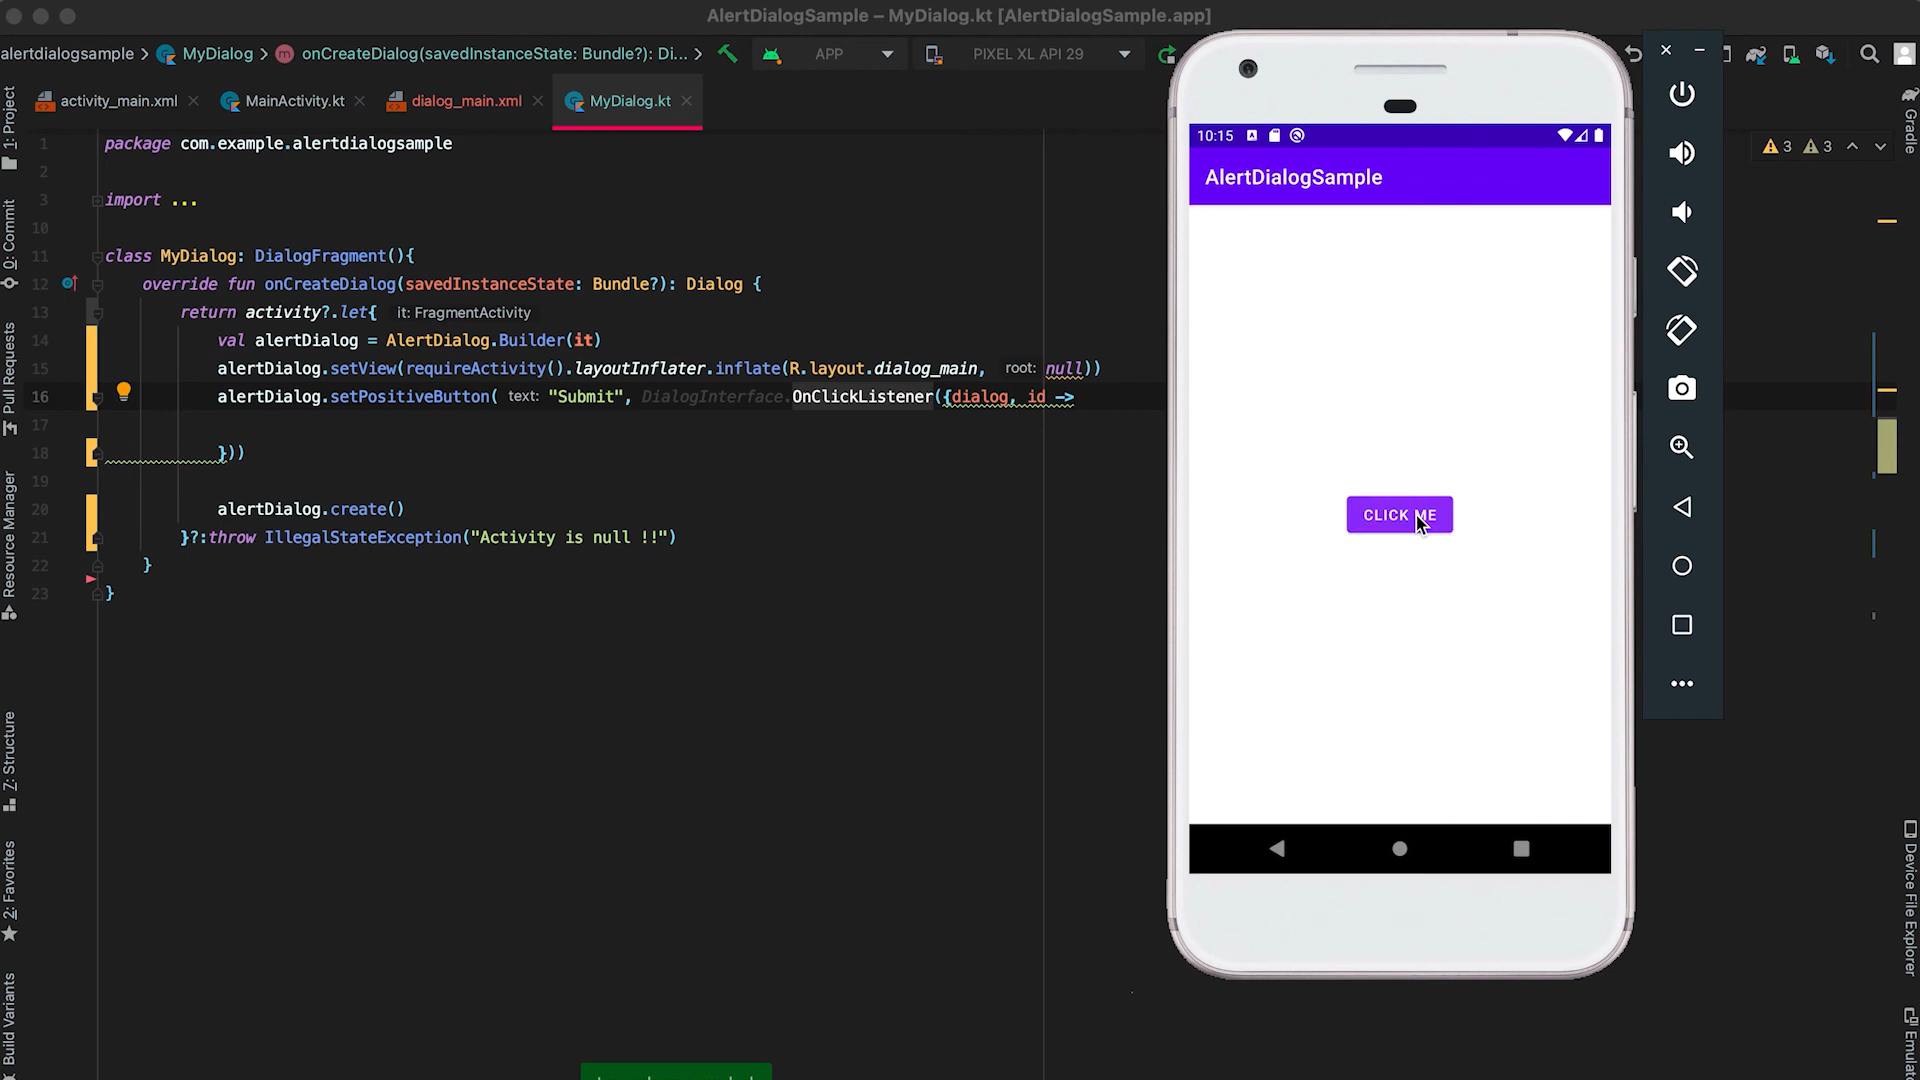 AlertDialogSample – MyDialog.kt [AlertDialogSample.app]
alertdialogsample
MyDialog
onCreateDialog(savedInstanceState: Bundle?): Di...
APP
PIXEL XL API 29
activity_main.xml
MainActivity.kt
dialog_main.xml
MyDialog.kt
1: Project
0: Commit
Pull Requests
Resource Manager
7: Structure
2: Favorites
Build Variants
1 package com.example.alertdialogsample
2
3 import ...
10
11 class MyDialog: DialogFragment(){
12 override fun onCreateDialog(savedInstanceState: Bundle?): Dialog {
13 return activity?.let{ it: FragmentActivity
14 val alertDialog = AlertDialog.Builder(it)
15 alertDialog.setView(requireActivity().layoutInflater.inflate(R.layout.dialog_main, root: null))
16 alertDialog.setPositiveButton( text: "Submit", DialogInterface.OnClickListener({dialog, id ->
17
18 }))
19
20 alertDialog.create()
21 }?:throw IllegalStateException("Activity is null !!")
22 }
23 }
3 3
10:15
AlertDialogSample
CLICK ME
Gradle
Device File Explorer